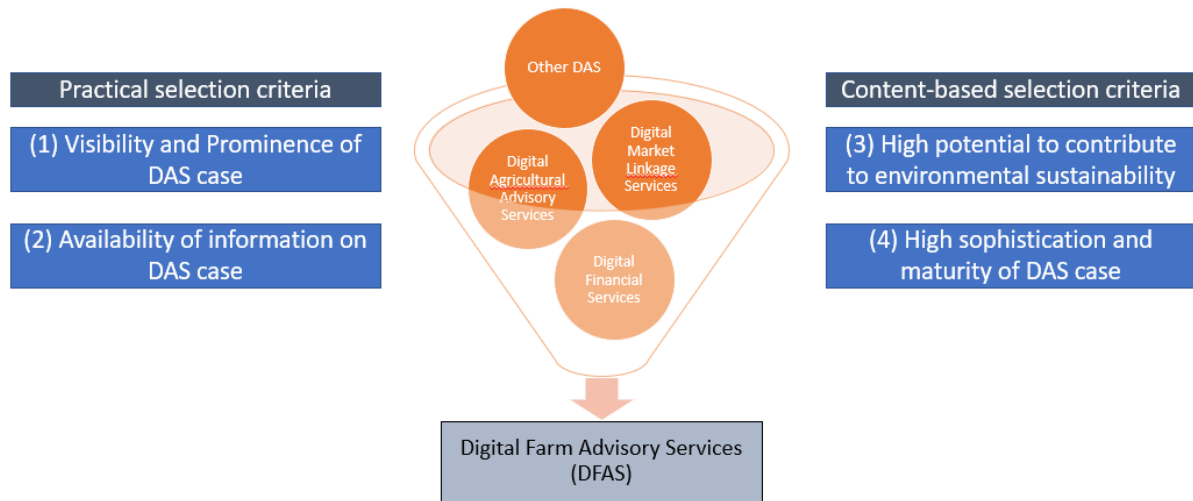 Practical selection criteria
(1) Visibility and Prominence of
DAS case
(2) Availability of information on
DAS case
Other DAS
Digital
Agricultural
Advisory
Services
Digital
Market
Linkage
Services
Digital
Financial
Services
Digital Farm Advisory Services
(DFAS)
Content-based selection criteria
(3) High potential to contribute
to environmental sustainability
(4) High sophistication and
maturity of DAS case